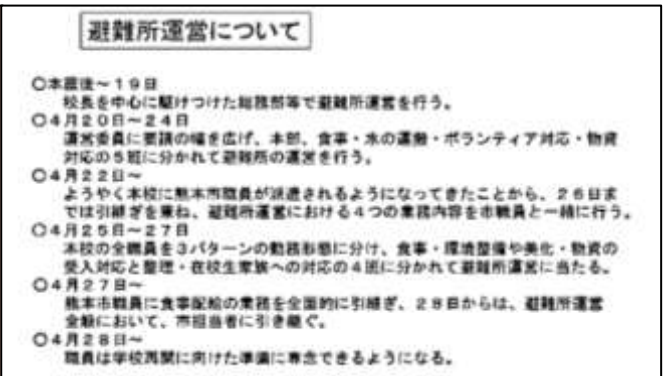 避難所運営について
○本震後～１９日
校長を中心に駆けつけた総務部等で避難所運営を行う。
○４月２０日～２４日
運営委員に要請の幅を広げ、本部、食事・水の運搬・ボランティア対応・物資
対応の５班に分かれて避難所の運営を行う。
○４月２２日～
ようやく本校に熊本市職員が派遣されるようになってきたことから、２６日ま
では引継ぎを兼ね、避難所運営における４つの業務内容を市職員と一緒に行う。
○４月２５日～２７日
本校の全職員を３パターンの勤務形態に分け、食事・環境整備や美化・物資の
受入対応と整理・在校生家族への対応の４班に分かれて避難所運営に当たる。
○４月２７日～
熊本市職員に食事配給の業務を全面的に引継ぎ、２８日からは、避難所運営
全般において、市担当者に引き継ぐ。
○４月２８日～
職員は学校再開に向けた準備に専念できるようになる。